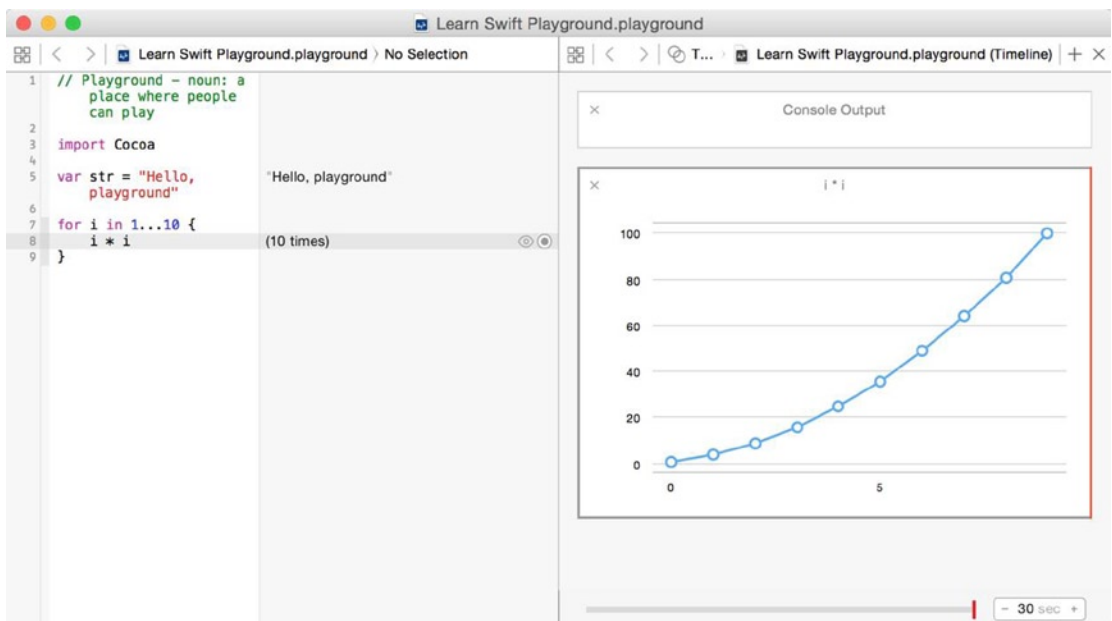 Learn Swift Playground.playground
Learn Swift Playground.playground 〉 No Selection
1 // Playground – noun: a
place where people
can play
2
3 import Cocoa
4
5 var str = "Hello,
playground"
"Hello, playground"
6
7 for i in 1...10 {
8 i * i
(10 times)
9 }
T... 〉 Learn Swift Playground.playground (Timeline)
Console Output
i * i
100
80
60
40
20
0
0 5
- 30 sec +